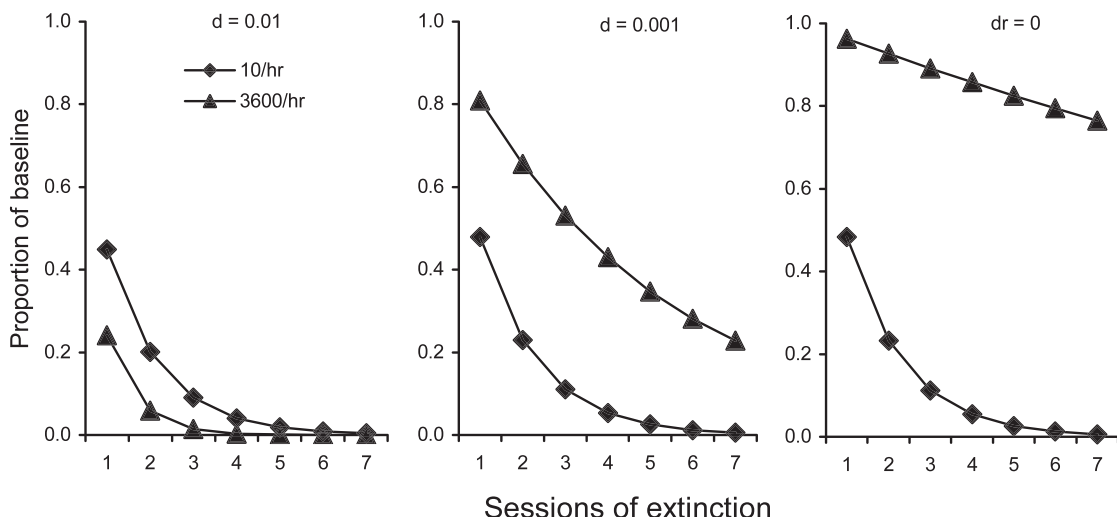 d = 0.01
d = 0.001
dr = 0
1.0
0.8
0.6
0.4
0.2
0.0
1.0
0.8
0.6
0.4
0.2
0.0
1.0
0.8
0.6
0.4
0.2
0.0
10/hr
3600/hr
Proportion of baseline
1 2 3 4 5 6 7
1 2 3 4 5 6 7
1 2 3 4 5 6 7
Sessions of extinction